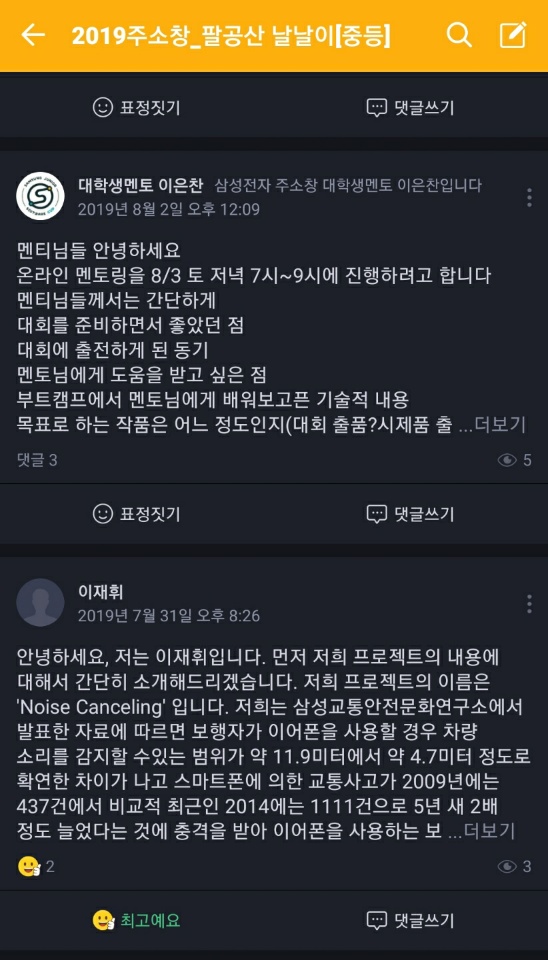 2019주소창_팔공산 날날이[중등]
표정짓기 댓글쓰기
대학생멘토 이은찬 삼성전자 주소창 대학생멘토 이은찬입니다
2019년 8월 2일 오후 12:09
멘티님들 안녕하세요
온라인 멘토링을 8/3 토 저녁 7시~9시에 진행하려고 합니다
멘티님들께서는 간단하게
대회를 준비하면서 좋았던 점
대회에 출전하게 된 동기
멘토님에게 도움을 받고 싶은 점
부트캠프에서 멘토님에게 배워보고픈 기술적 내용
목표로 하는 작품은 어느 정도인지(대회 출품?시제품 출 ...더보기
댓글 3 5
표정짓기 댓글쓰기
이재휘
2019년 7월 31일 오후 8:26
안녕하세요, 저는 이재휘입니다. 먼저 저희 프로젝트의 내용에
대해서 간단히 소개해드리겠습니다. 저희 프로젝트의 이름은
'Noise Canceling' 입니다. 저희는 삼성교통안전문화연구소에서
발표한 자료에 따르면 보행자가 이어폰을 사용할 경우 차량
소리를 감지할 수있는 범위가 약 11.9미터에서 약 4.7미터 정도로
확연한 차이가 나고 스마트폰에 의한 교통사고가 2009년에는
437건에서 비교적 최근인 2014에는 1111건으로 5년 새 2배
정도 늘었다는 것에 충격을 받아 이어폰을 사용하는 보 ...더보기
2 3
최고예요 댓글쓰기